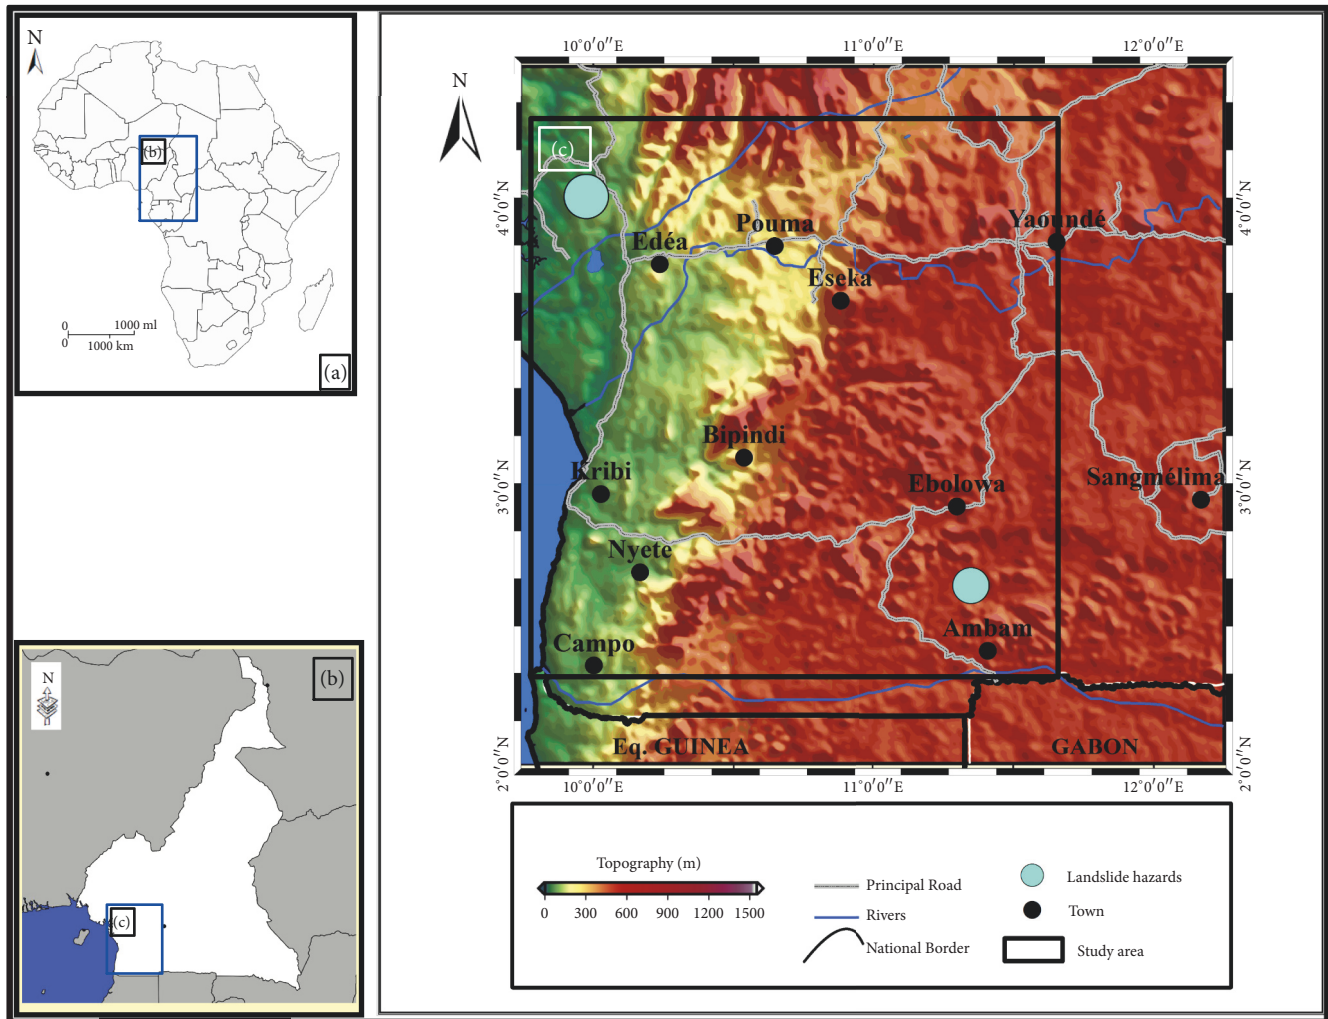 N
(b)
0 1000 ml
0 1000 km
(a)
N
(b)
(c)
10°0′0″E 11°0′0″E 12°0′0″E
N
(c)
4°0′0″N
4°0′0″N
Pouma
Yaoundé
Edéa
Eseka
Bipindi
Kribi
Ebolowa
Sangmélima
3°0′0″N
3°0′0″N
Nyete
Campo
Ambam
Eq. GUINEA
GABON
2°0′0″N
2°0′0″N
10°0′0″E 11°0′0″E 12°0′0″E
Topography (m)
0 300 600 900 1200 1500
Principal Road
Rivers
National Border
Landslide hazards
Town
Study area